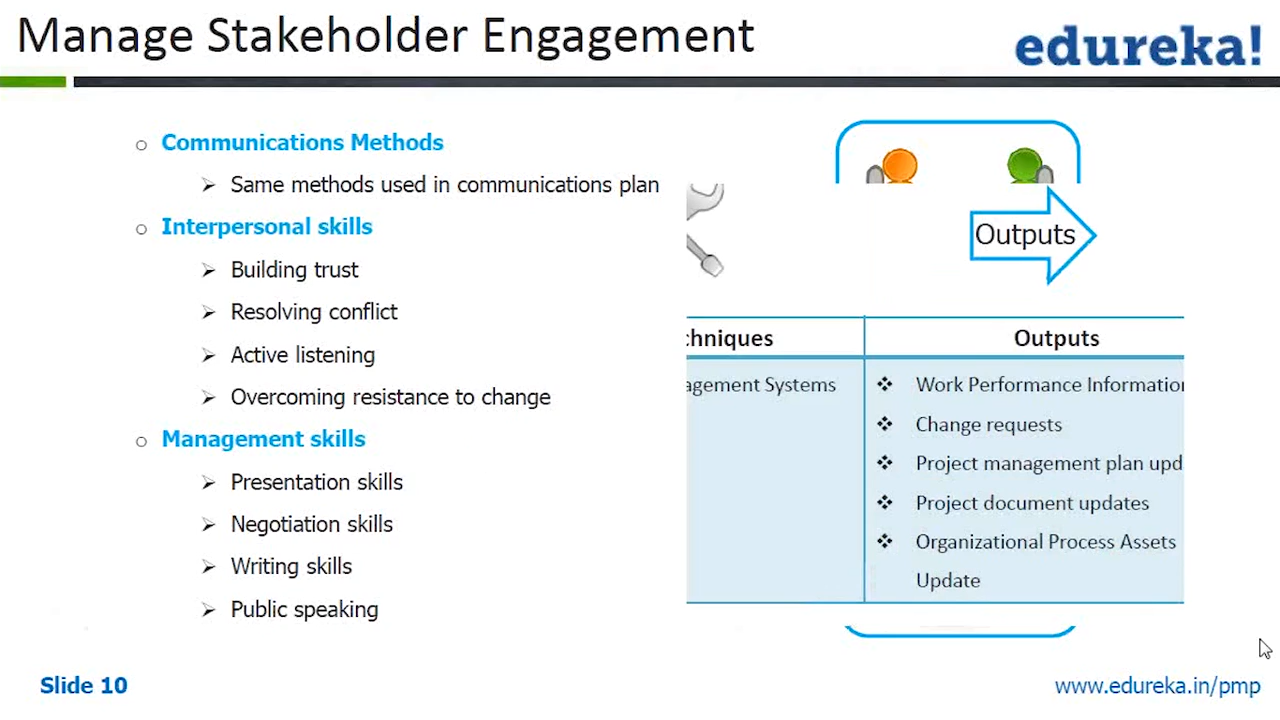 Manage Stakeholder Engagement
edureka!
Communications Methods
Same methods used in communications plan
Interpersonal skills
Building trust
Resolving conflict
Active listening
Overcoming resistance to change
Management skills
Presentation skills
Negotiation skills
Writing skills
Public speaking
Outputs
chniques
Outputs
agement Systems
Work Performance Information
Change requests
Project management plan upd
Project document updates
Organizational Process Assets
Update
Slide 10
www.edureka.in/pmp